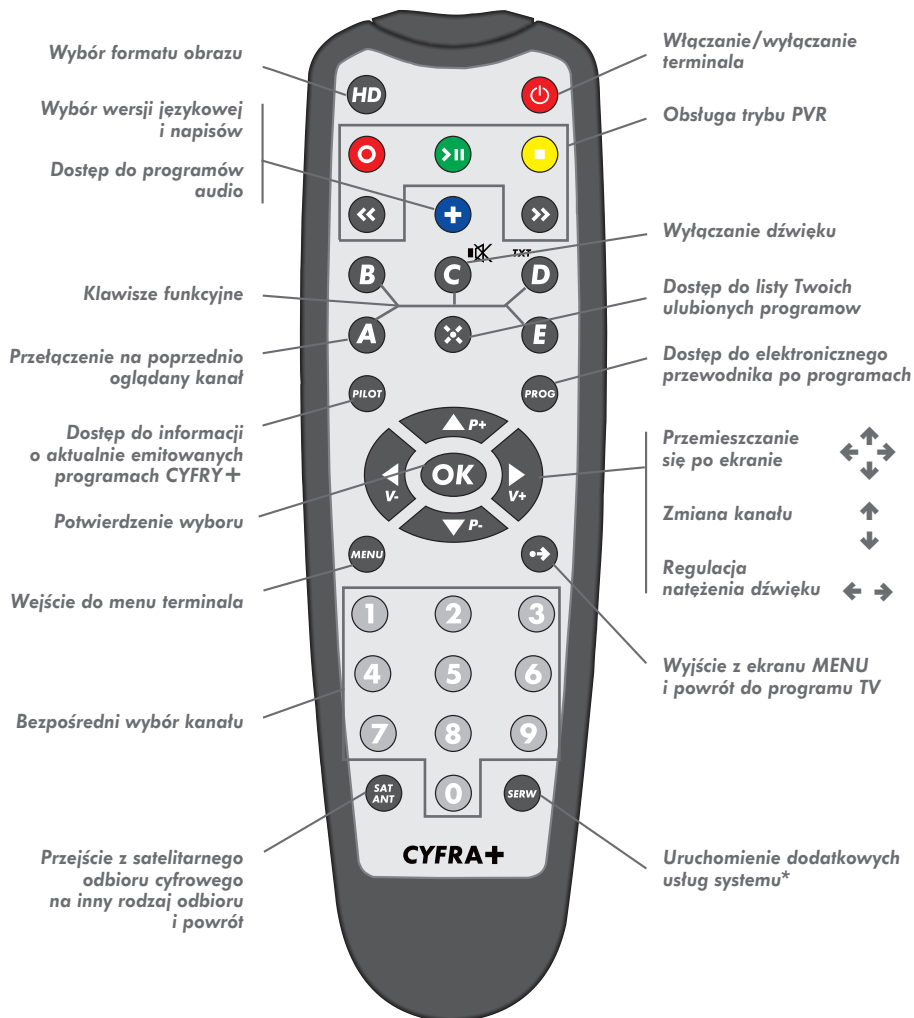 Wybór formatu obrazu
Wybór wersji językowej
i napisów
Dostęp do programów
audio
Klawisze funkcyjne
Przełączenie na poprzednio
oglądany kanał
Dostęp do informacji
o aktualnie emitowanych
programach CYFRY+
Potwierdzenie wyboru
Wejście do menu terminala
Bezpośredni wybór kanału
Przejście z satelitarnego
odbioru cyfrowego
na inny rodzaj odbioru
i powrót
HD
TXT
B
C
D
A
E
PILOT
PROG
P+
V-
OK
V+
P-
MENU
1
2
3
4
5
6
7
8
9
SAT
ANT
0
SERW
CYFRA+
Włączanie/wyłączanie
terminala
Obsługa trybu PVR
Wyłączanie dźwięku
Dostęp do listy Twoich
ulubionych programow
Dostęp do elektronicznego
przewodnika po programach
Przemieszczanie
się po ekranie
Zmiana kanału
Regulacja
natężenia dźwięku
Wyjście z ekranu MENU
i powrót do programu TV
Uruchomienie dodatkowych
usług systemu*